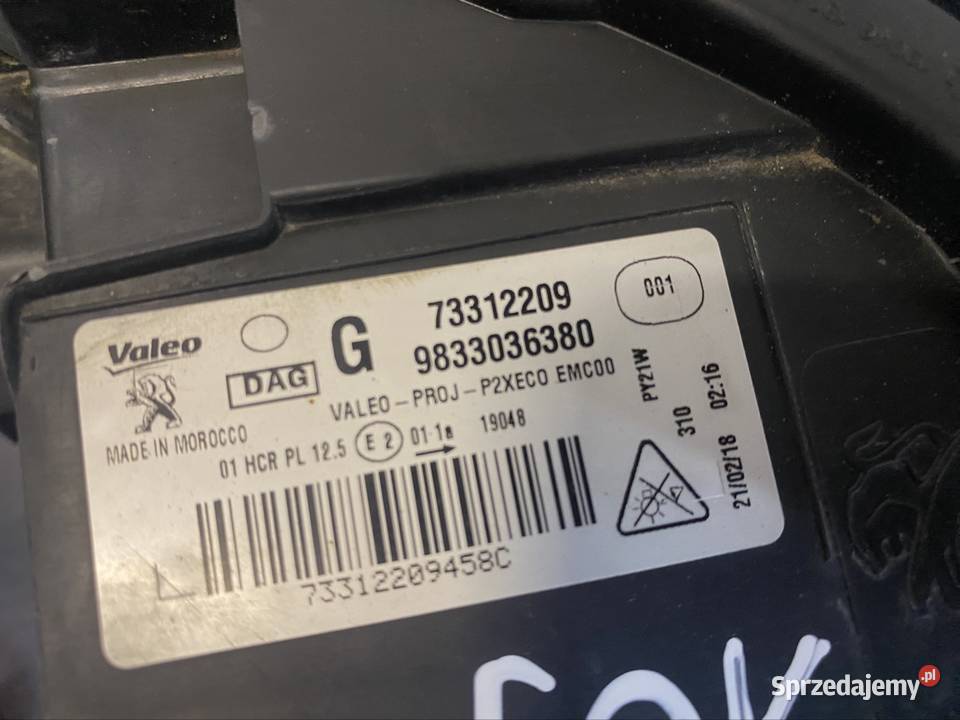 Valeo
DAG
G
73312209
9833036380
001
VALEO-PROJ-P2XECO EMC00
MADE IN MOROCCO
01 HCR PL 12.5 E2 01 1a 19048
PY21W
310
21/02/18 02:16
73312209458C
Sprzedajemy.pl